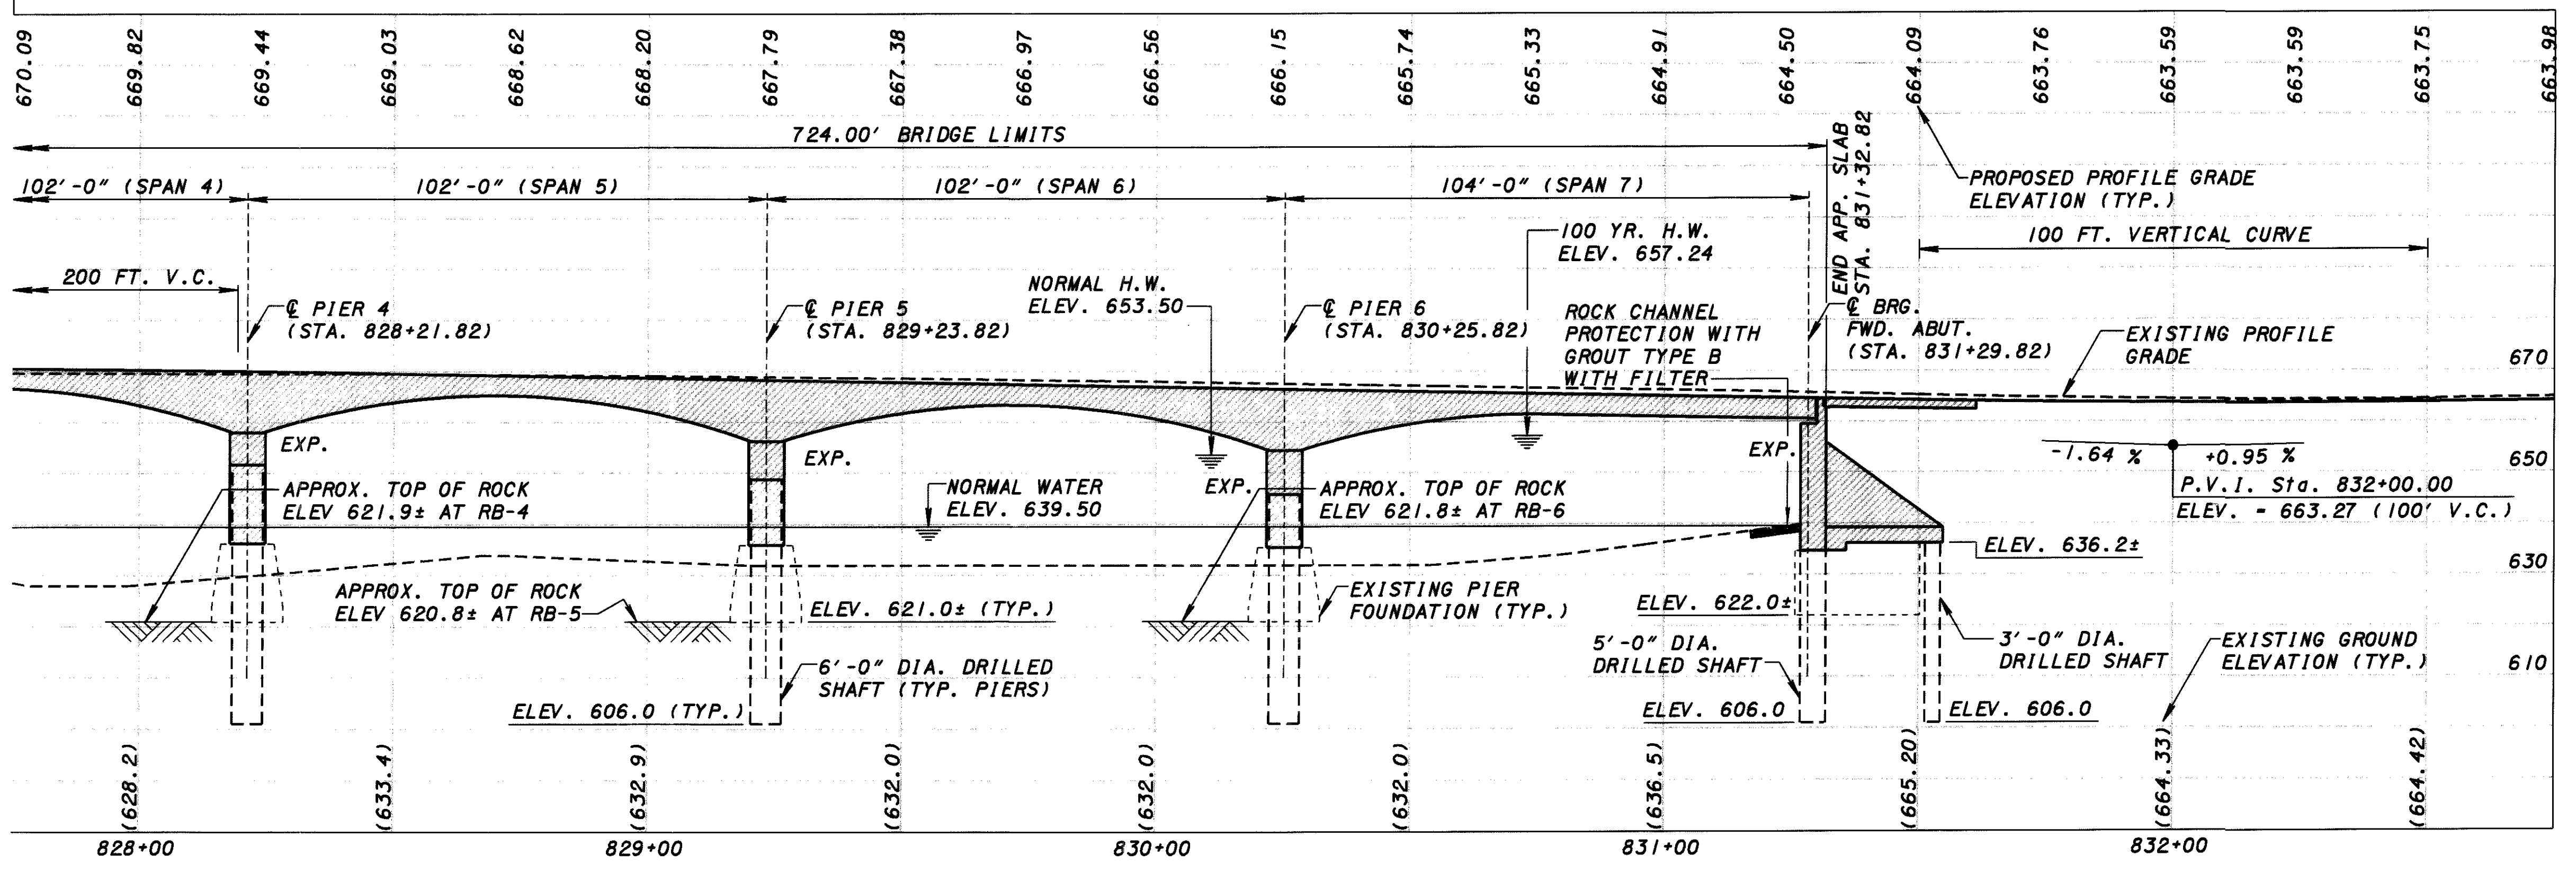 670.09
669.82
669.44
669.03
668.62
668.20
667.79
667.38
666.97
666.56
666.15
665.74
665.33
664.91
664.50
664.09
663.76
663.59
663.59
663.75
663.98
724.00' BRIDGE LIMITS
END APP. SLAB
STA. 831+32.82
PROPOSED PROFILE GRADE
ELEVATION (TYP.)
102'-0" (SPAN 4)
102'-0" (SPAN 5)
102'-0" (SPAN 6)
104'-0" (SPAN 7)
100 FT. VERTICAL CURVE
200 FT. V.C.
℄ PIER 4
(STA. 828+21.82)
℄ PIER 5
(STA. 829+23.82)
NORMAL H.W.
ELEV. 653.50
℄ PIER 6
(STA. 830+25.82)
100 YR. H.W.
ELEV. 657.24
ROCK CHANNEL
PROTECTION WITH
GROUT TYPE B
WITH FILTER
℄ BRG.
FWD. ABUT.
(STA. 831+29.82)
EXISTING PROFILE
GRADE
670
EXP.
EXP.
EXP.
EXP.
650
-1.64 %
+0.95 %
P.V.I. Sta. 832+00.00
ELEV. = 663.27 (100' V.C.)
APPROX. TOP OF ROCK
ELEV 621.9± AT RB-4
NORMAL WATER
ELEV. 639.50
APPROX. TOP OF ROCK
ELEV 621.8± AT RB-6
ELEV. 636.2±
630
APPROX. TOP OF ROCK
ELEV 620.8± AT RB-5
ELEV. 621.0± (TYP.)
EXISTING PIER
FOUNDATION (TYP.)
ELEV. 622.0±
6'-0" DIA. DRILLED
SHAFT (TYP. PIERS)
5'-0" DIA.
DRILLED SHAFT
3'-0" DIA.
DRILLED SHAFT
EXISTING GROUND
ELEVATION (TYP.)
610
ELEV. 606.0 (TYP.)
ELEV. 606.0
ELEV. 606.0
(628.2)
(633.4)
(632.9)
(632.0)
(632.0)
(632.0)
(636.5)
(665.20)
(664.33)
(664.42)
828+00
829+00
830+00
831+00
832+00